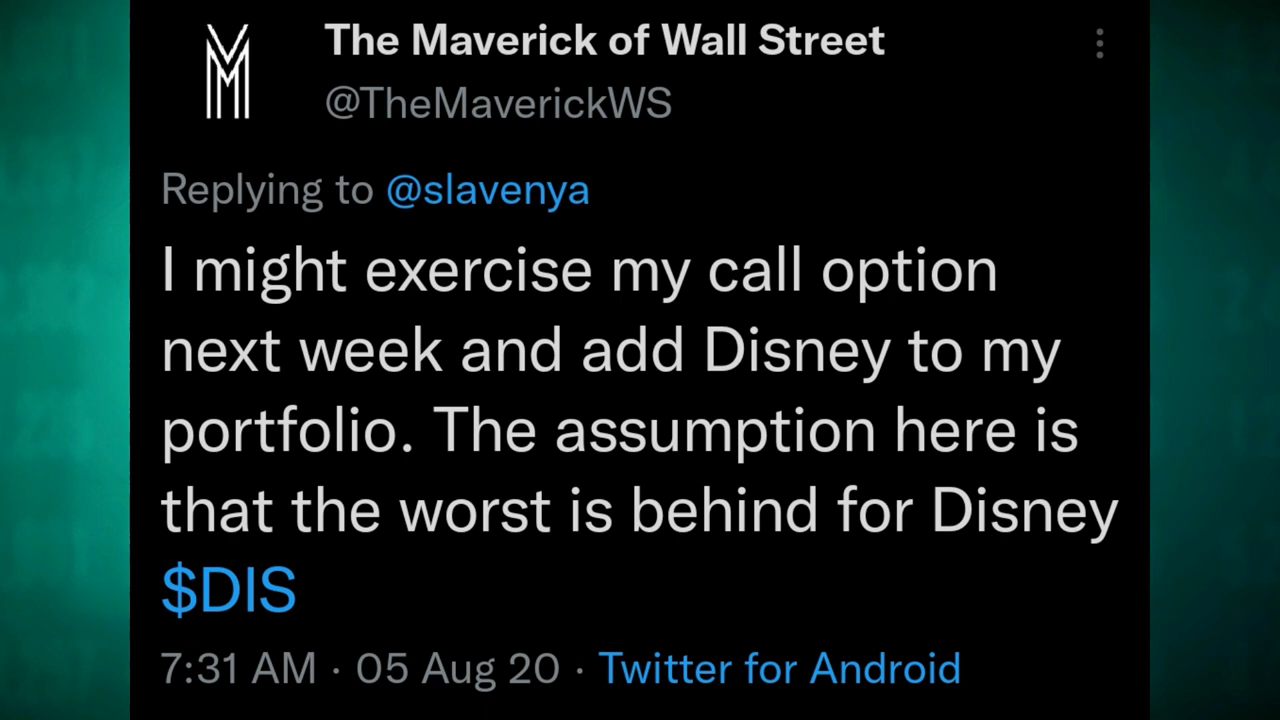 The Maverick of Wall Street
@TheMaverickWS
Replying to @slavenya
I might exercise my call option
next week and add Disney to my
portfolio. The assumption here is
that the worst is behind for Disney
$DIS
7:31 AM · 05 Aug 20 · Twitter for Android